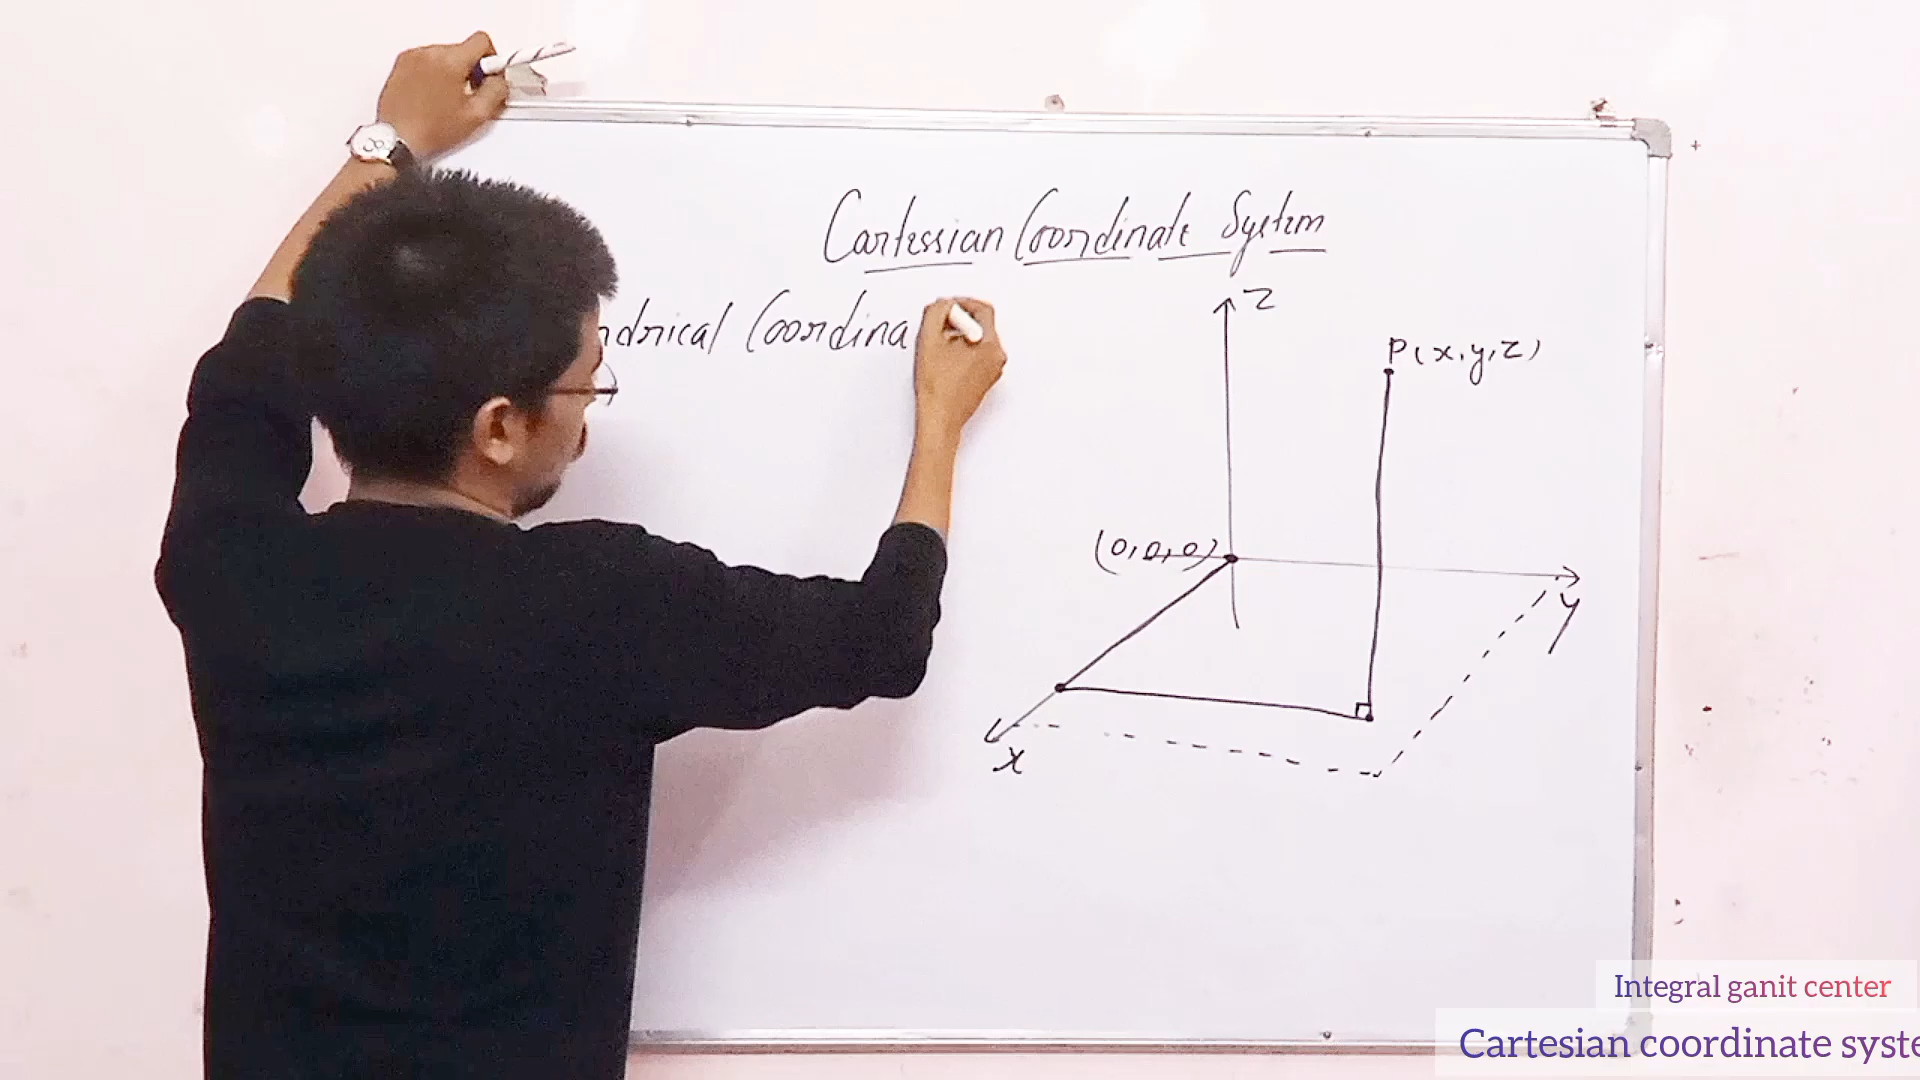 Cartessian Coordinate System
ndrical Coordina
Z
P(x,y,z)
(0,0,0)
y
x
Integral ganit center
Cartesian coordinate syste